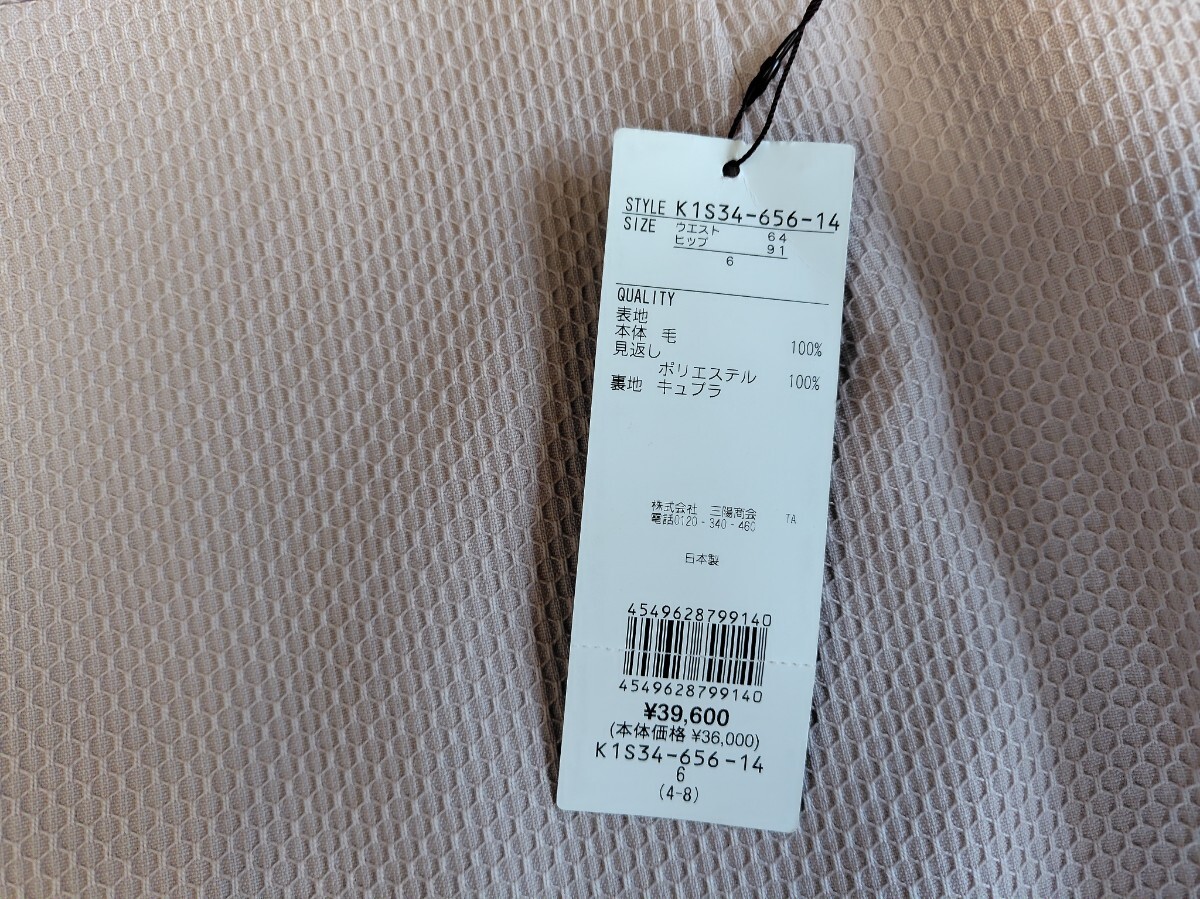 STYLE K1S34-656-14
SIZE ウエスト 64
ヒップ 91
6
QUALITY
表地
本体 毛 100%
見返し
ポリエステル 100%
裏地 キュプラ
株式会社 三陽商会 TA
電話0120-340-460
日本製
4549628799140
4549628799140
¥39,600
(本体価格 ¥36,000)
K1S34-656-14
6
(4-8)